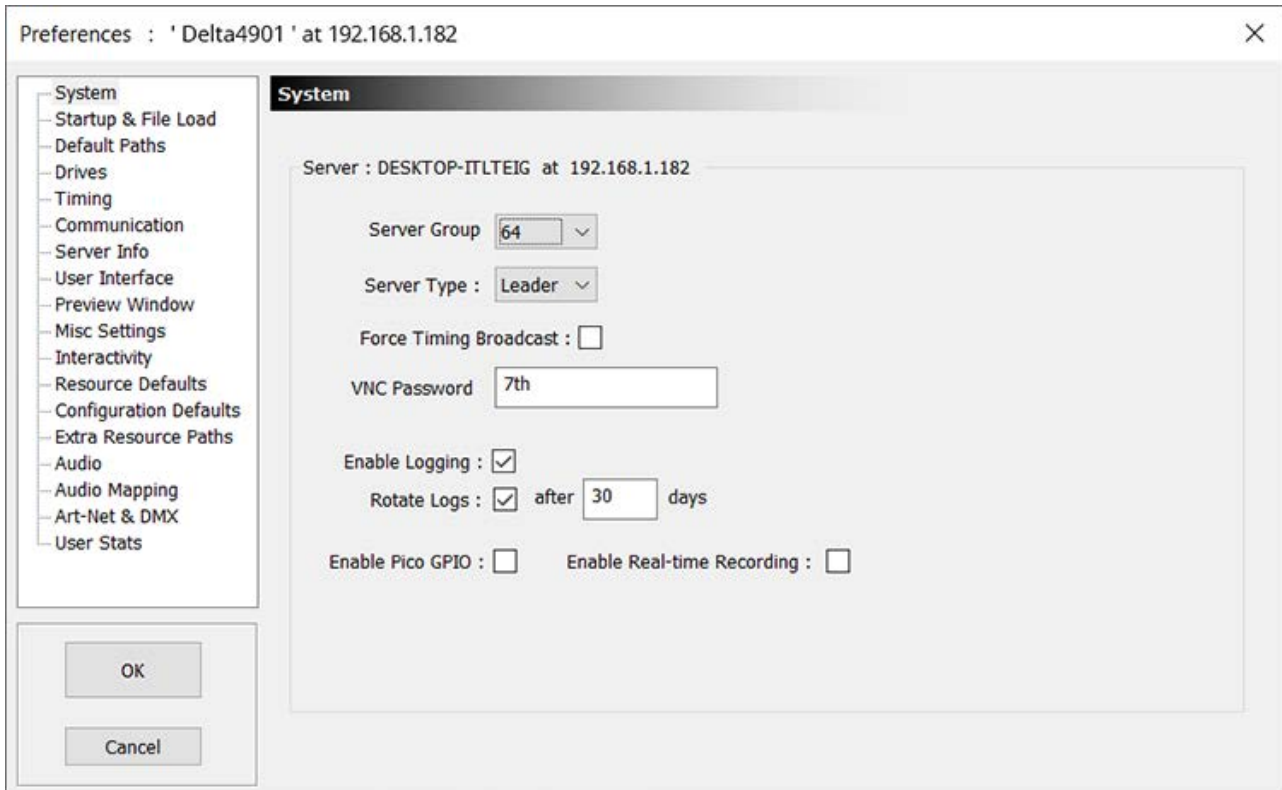 Preferences : ' Delta4901 ' at 192.168.1.182
System
Startup & File Load
Default Paths
Drives
Timing
Communication
Server Info
User Interface
Preview Window
Misc Settings
Interactivity
Resource Defaults
Configuration Defaults
Extra Resource Paths
Audio
Audio Mapping
Art-Net & DMX
User Stats
OK
Cancel
System
Server : DESKTOP-ITLTEIG at 192.168.1.182
Server Group 64
Server Type : Leader
Force Timing Broadcast :
VNC Password 7th
Enable Logging :
Rotate Logs : after 30 days
Enable Pico GPIO : Enable Real-time Recording :